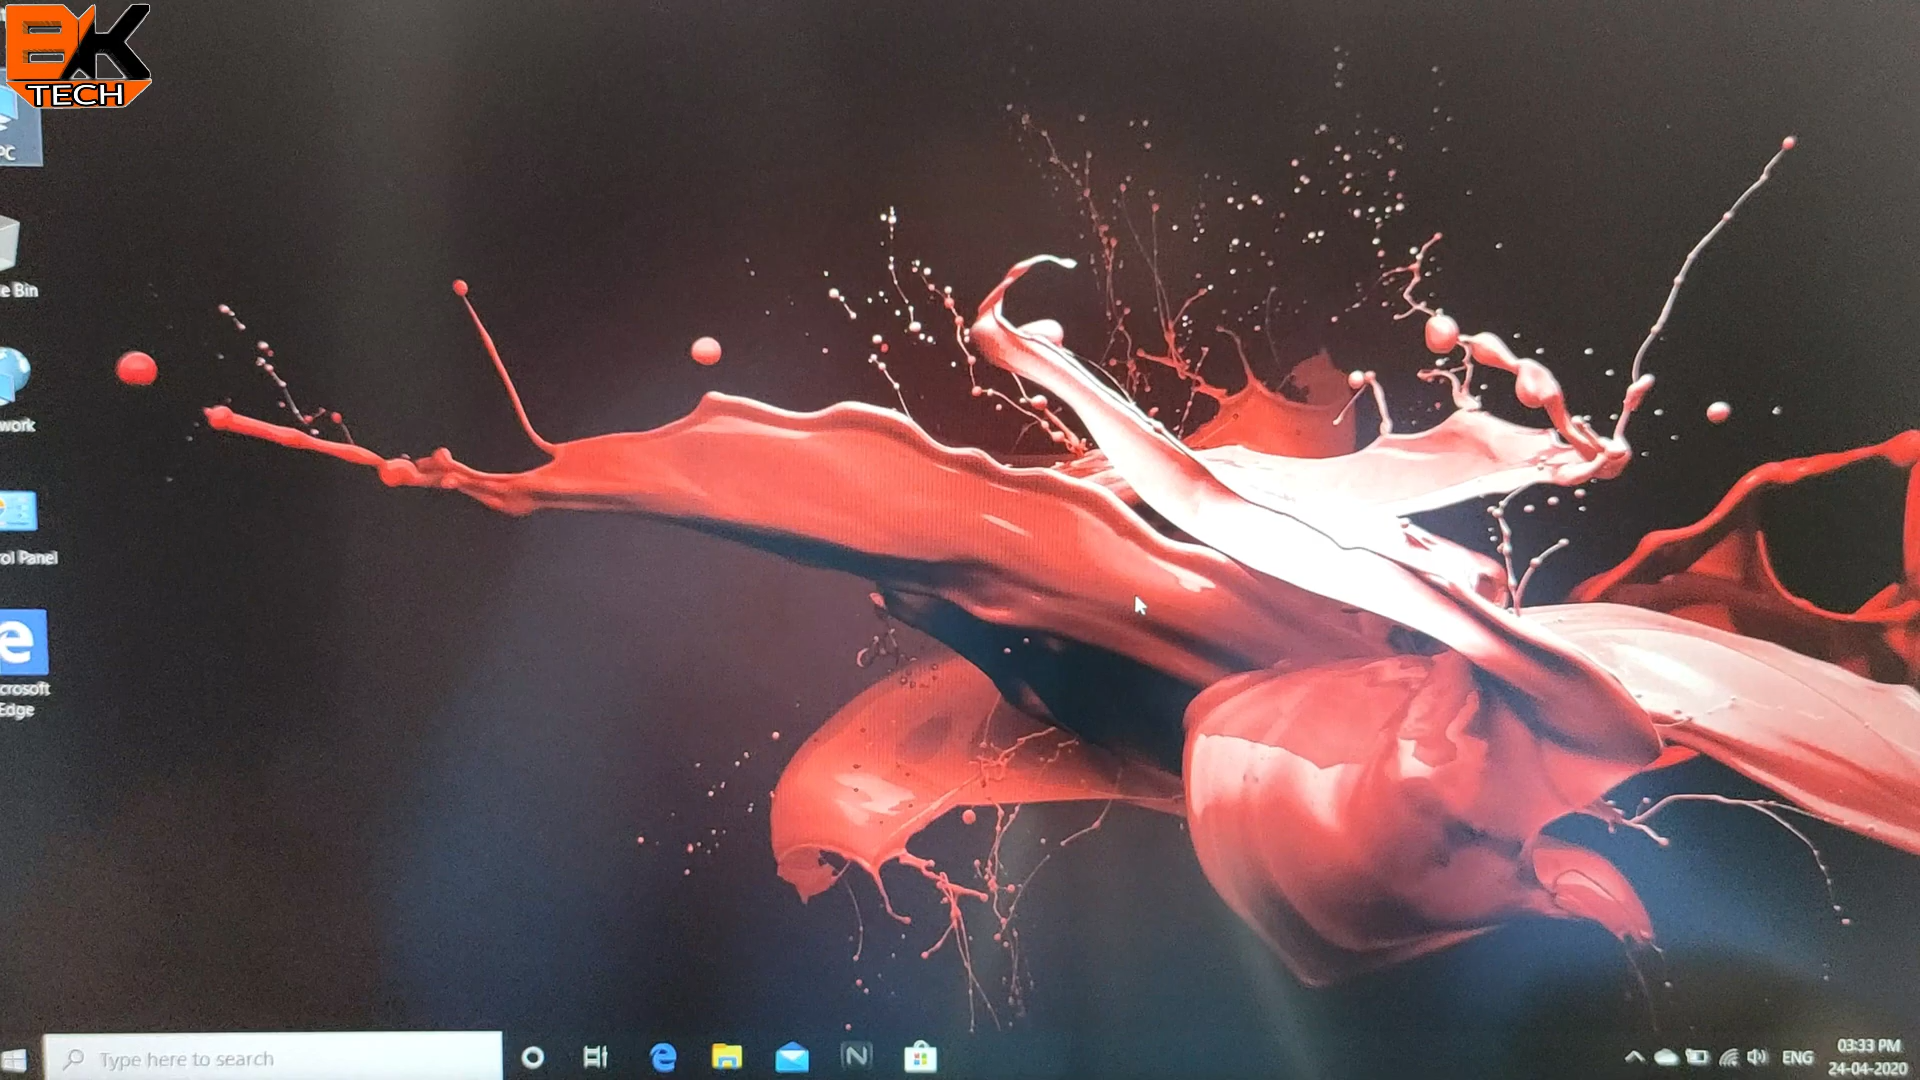 BK
TECH
PC
e Bin
work
ol Panel
crosoft
Edge
Type here to search
N
ENG
03:33 PM
24-04-2020